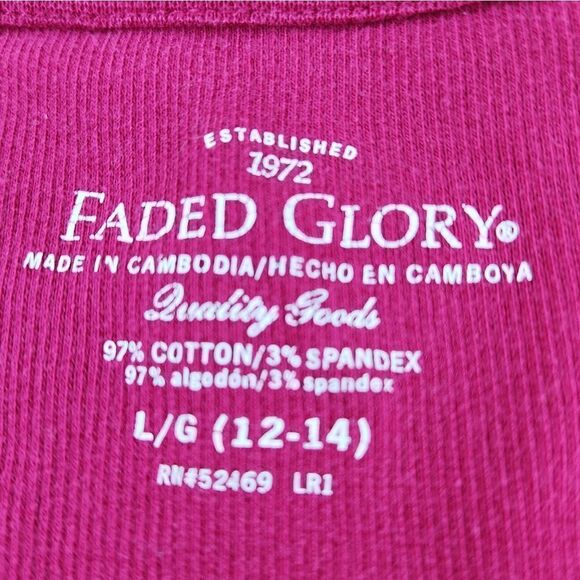 ESTABLISHED
1972
FADED GLORY®
MADE IN CAMBODIA/HECHO EN CAMBOYA
Quality Goods
97% COTTON/3% SPANDEX
97% algodón/3% spandex
L/G (12-14)
RN#52469 LR1